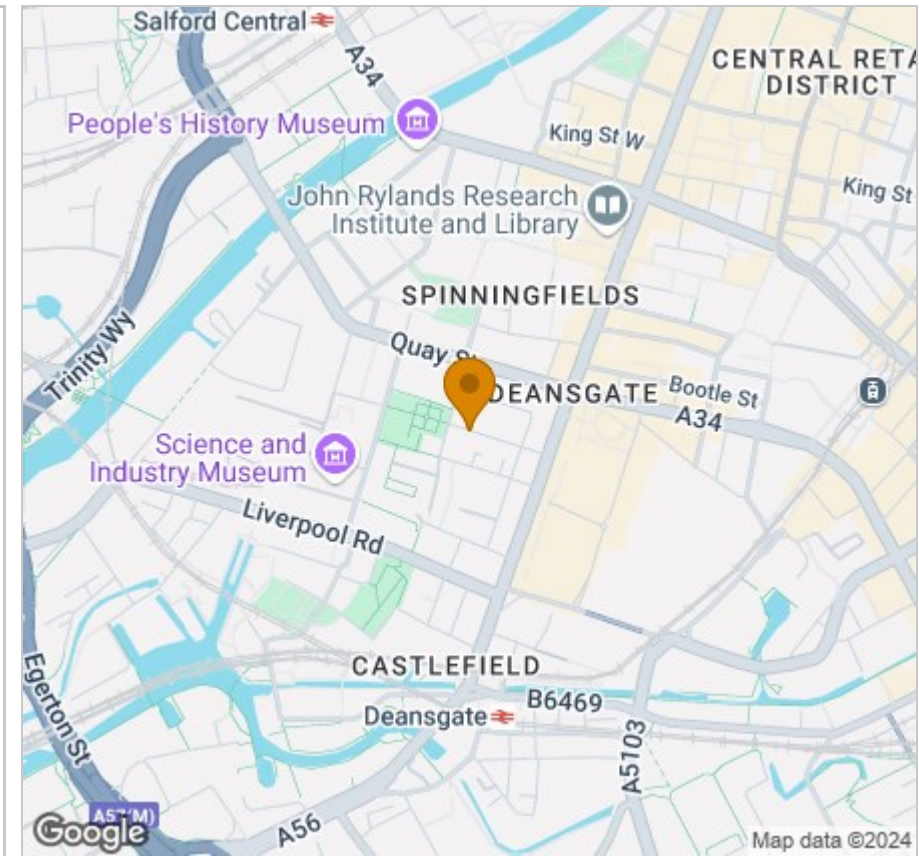 Salford Central
A34
CENTRAL RETA
DISTRICT
People's History Museum
King St W
John Rylands Research
Institute and Library
King St
SPINNINGFIELDS
Trinity Wy
Quay St
DEANSGATE
Bootle St
A34
Science and
Industry Museum
Liverpool Rd
CASTLEFIELD
Egerton St
Deansgate
B6469
A5103
A57(M)
A56
Google
Map data ©2024